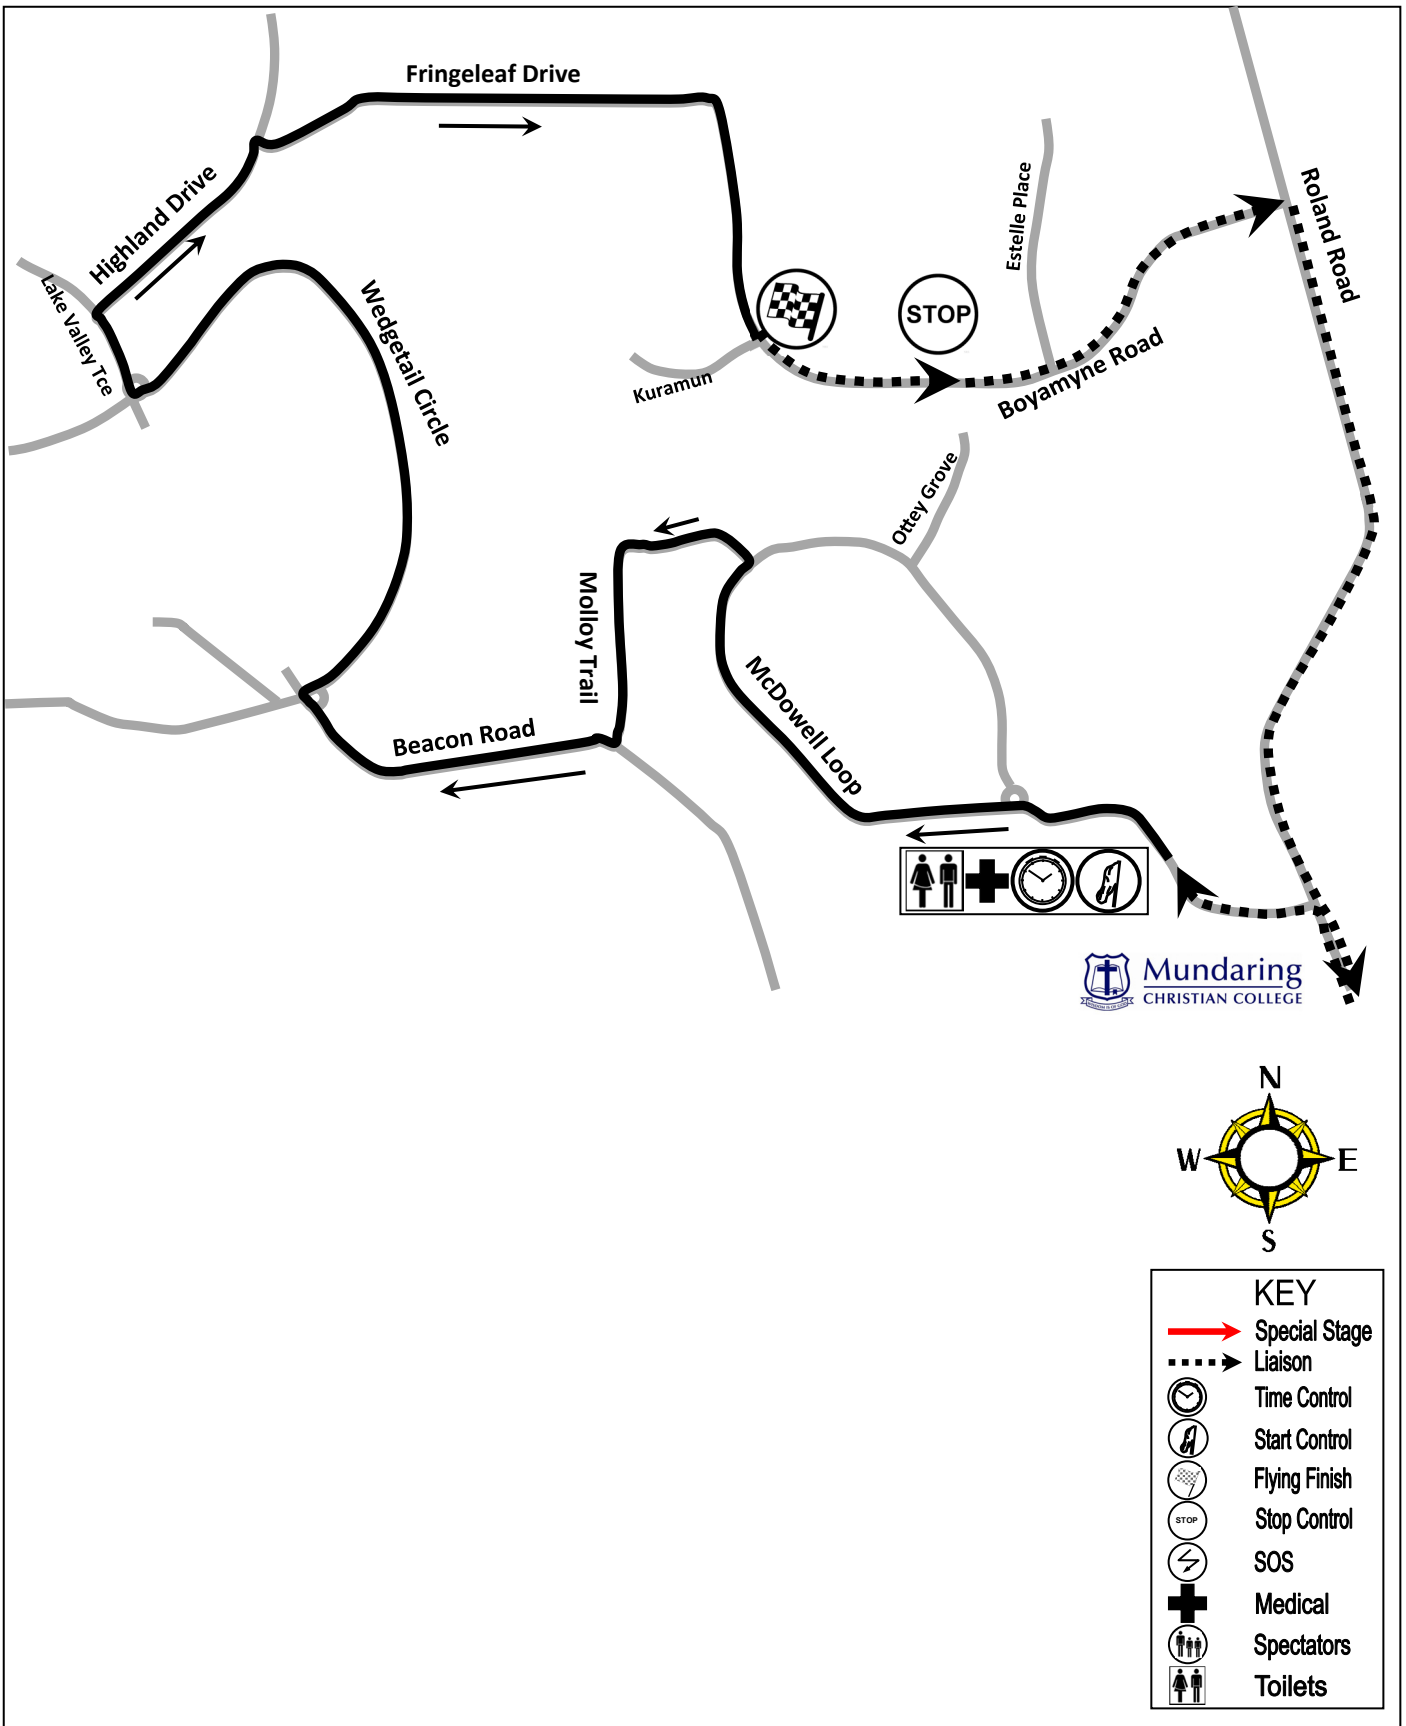 Fringeleaf Drive
Highland Drive
Lake Valley Tce
Wedgetail Circle
Estelle Place
Roland Road
STOP
Boyamyne Road
Kuramun
Ottey Grove
Molloy Trail
McDowell Loop
Beacon Road
Mundaring
CHRISTIAN COLLEGE
N
W
E
S
KEY
Special Stage
Liaison
Time Control
Start Control
Flying Finish
STOP
Stop Control
SOS
Medical
Spectators
Toilets